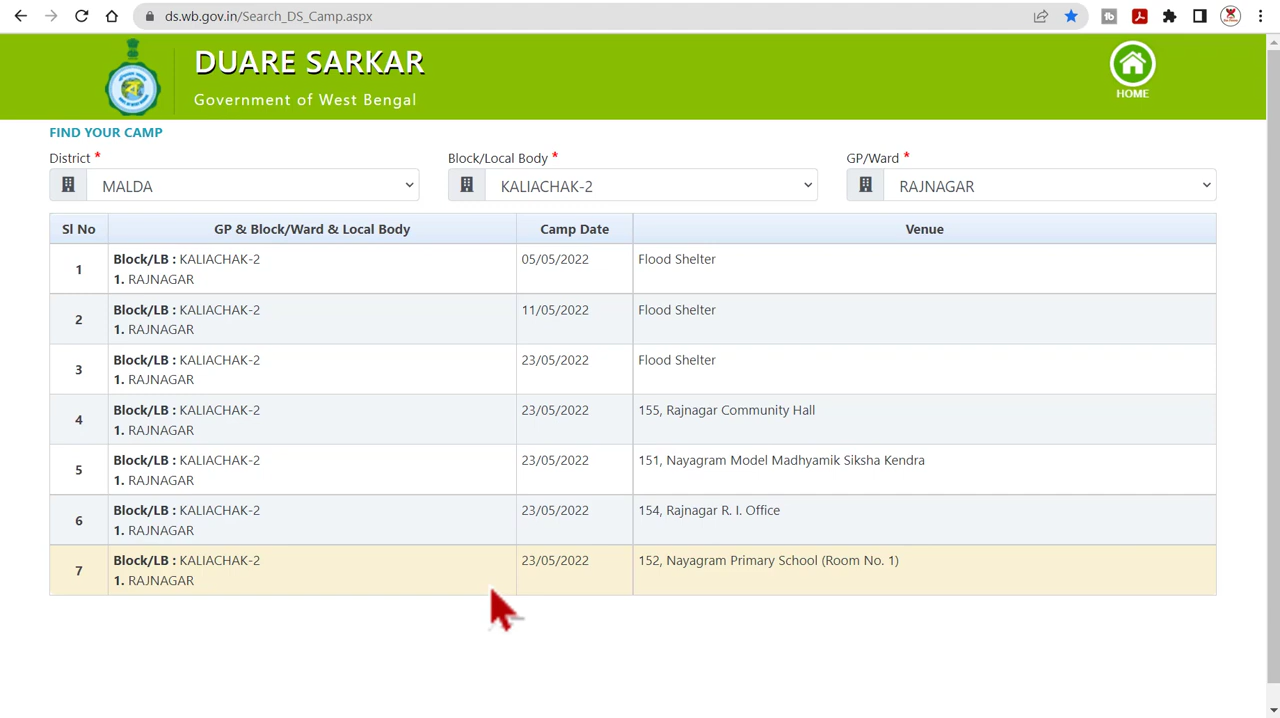 ds.wb.gov.in/Search_DS_Camp.aspx
DUARE SARKAR
Government of West Bengal
HOME
FIND YOUR CAMP
District * Block/Local Body * GP/Ward *
MALDA KALIACHAK-2 RAJNAGAR
Sl No GP & Block/Ward & Local Body Camp Date Venue
1 Block/LB : KALIACHAK-2 05/05/2022 Flood Shelter
1. RAJNAGAR
2 Block/LB : KALIACHAK-2 11/05/2022 Flood Shelter
1. RAJNAGAR
3 Block/LB : KALIACHAK-2 23/05/2022 Flood Shelter
1. RAJNAGAR
4 Block/LB : KALIACHAK-2 23/05/2022 155, Rajnagar Community Hall
1. RAJNAGAR
5 Block/LB : KALIACHAK-2 23/05/2022 151, Nayagram Model Madhyamik Siksha Kendra
1. RAJNAGAR
6 Block/LB : KALIACHAK-2 23/05/2022 154, Rajnagar R. I. Office
1. RAJNAGAR
7 Block/LB : KALIACHAK-2 23/05/2022 152, Nayagram Primary School (Room No. 1)
1. RAJNAGAR